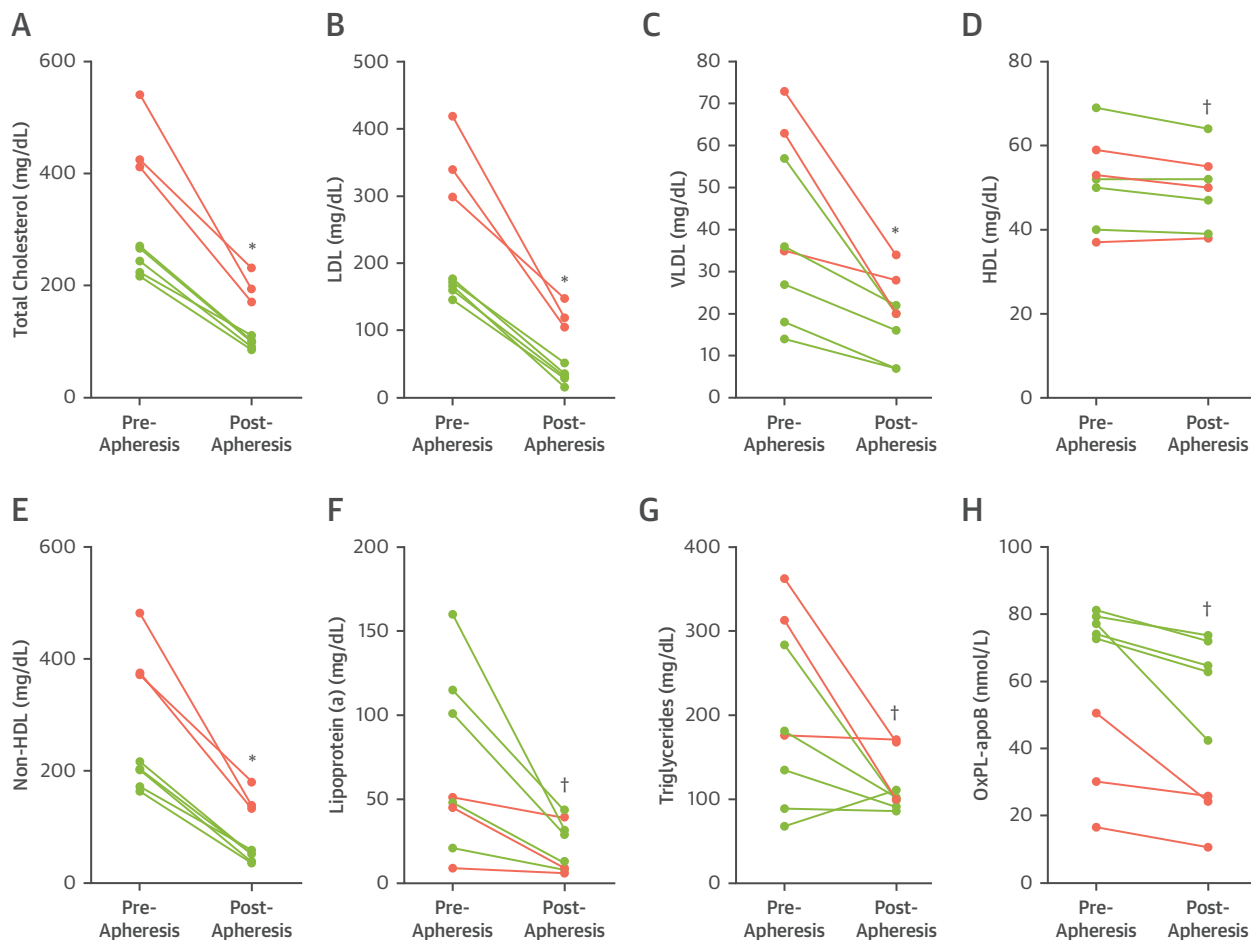 A
Total Cholesterol (mg/dL)
600
400
200
0
*
Pre-
Apheresis
Post-
Apheresis
B
LDL (mg/dL)
500
400
300
200
100
0
*
Pre-
Apheresis
Post-
Apheresis
C
VLDL (mg/dL)
80
70
60
50
40
30
20
10
0
*
Pre-
Apheresis
Post-
Apheresis
D
HDL (mg/dL)
80
60
40
20
0
†
Pre-
Apheresis
Post-
Apheresis
E
Non-HDL (mg/dL)
600
400
200
0
*
Pre-
Apheresis
Post-
Apheresis
F
Lipoprotein (a) (mg/dL)
200
150
100
50
0
†
Pre-
Apheresis
Post-
Apheresis
G
Triglycerides (mg/dL)
400
300
200
100
0
†
Pre-
Apheresis
Post-
Apheresis
H
OxPL-apoB (nmol/L)
100
80
60
40
20
0
†
Pre-
Apheresis
Post-
Apheresis